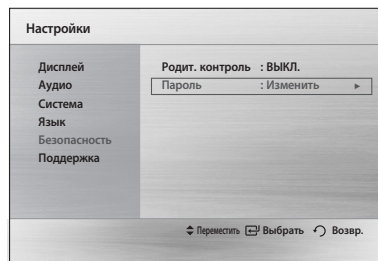 Настройки
Дисплей
Аудио
Система
Язык
Безопасность
Поддержка
Родит. контроль : ВЫКЛ.
Пароль : Изменить ►
Переместить Выбрать Возвр.